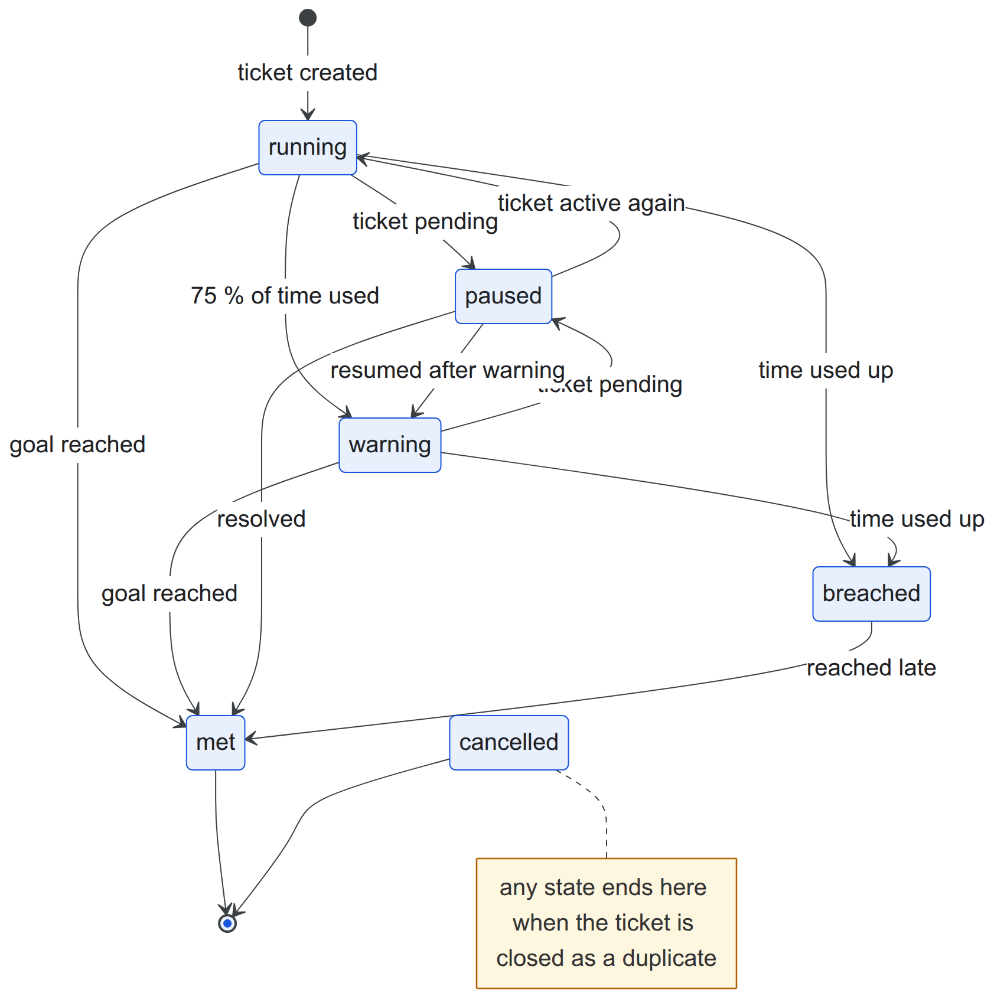 ticket created
running
ticket active again
ticket pending
75 % of time used
paused
resumed after warning
time used up
ticket pending
goal reached
warning
resolved
time used up
goal reached
breached
reached late
met
cancelled
any state ends here
when the ticket is
closed as a duplicate